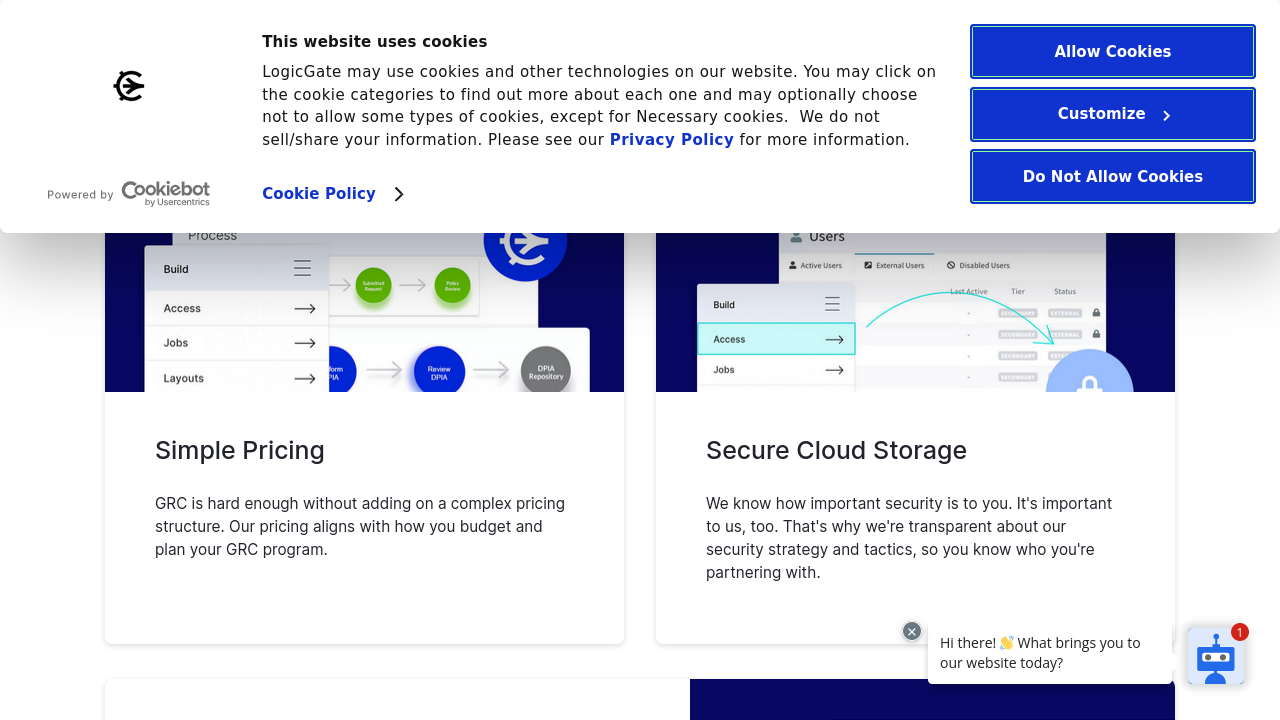 This website uses cookies
LogicGate may use cookies and other technologies on our website. You may click on
the cookie categories to find out more about each one and may optionally choose
not to allow some types of cookies, except for Necessary cookies.  We do not
sell/share your information. Please see our Privacy Policy for more information.
Cookie Policy
Powered by Cookiebot
by Usercentrics
Allow Cookies
Customize
Do Not Allow Cookies
Process
Build
Access
Jobs
Layouts
Submitted
Request
Policy
Review
Review
DPIA
DPIA
Repository
Users
Active Users
External Users
Disabled Users
Last Active
Tier
Status
Build
Access
Jobs
SECONDARY
EXTERNAL
SECONDARY
EXTERNAL
SECONDARY
SECONDARY
Simple Pricing
GRC is hard enough without adding on a complex pricing
structure. Our pricing aligns with how you budget and
plan your GRC program.
Secure Cloud Storage
We know how important security is to you. It's important
to us, too. That's why we're transparent about our
security strategy and tactics, so you know who you're
partnering with.
Hi there! 👋 What brings you to
our website today?
1